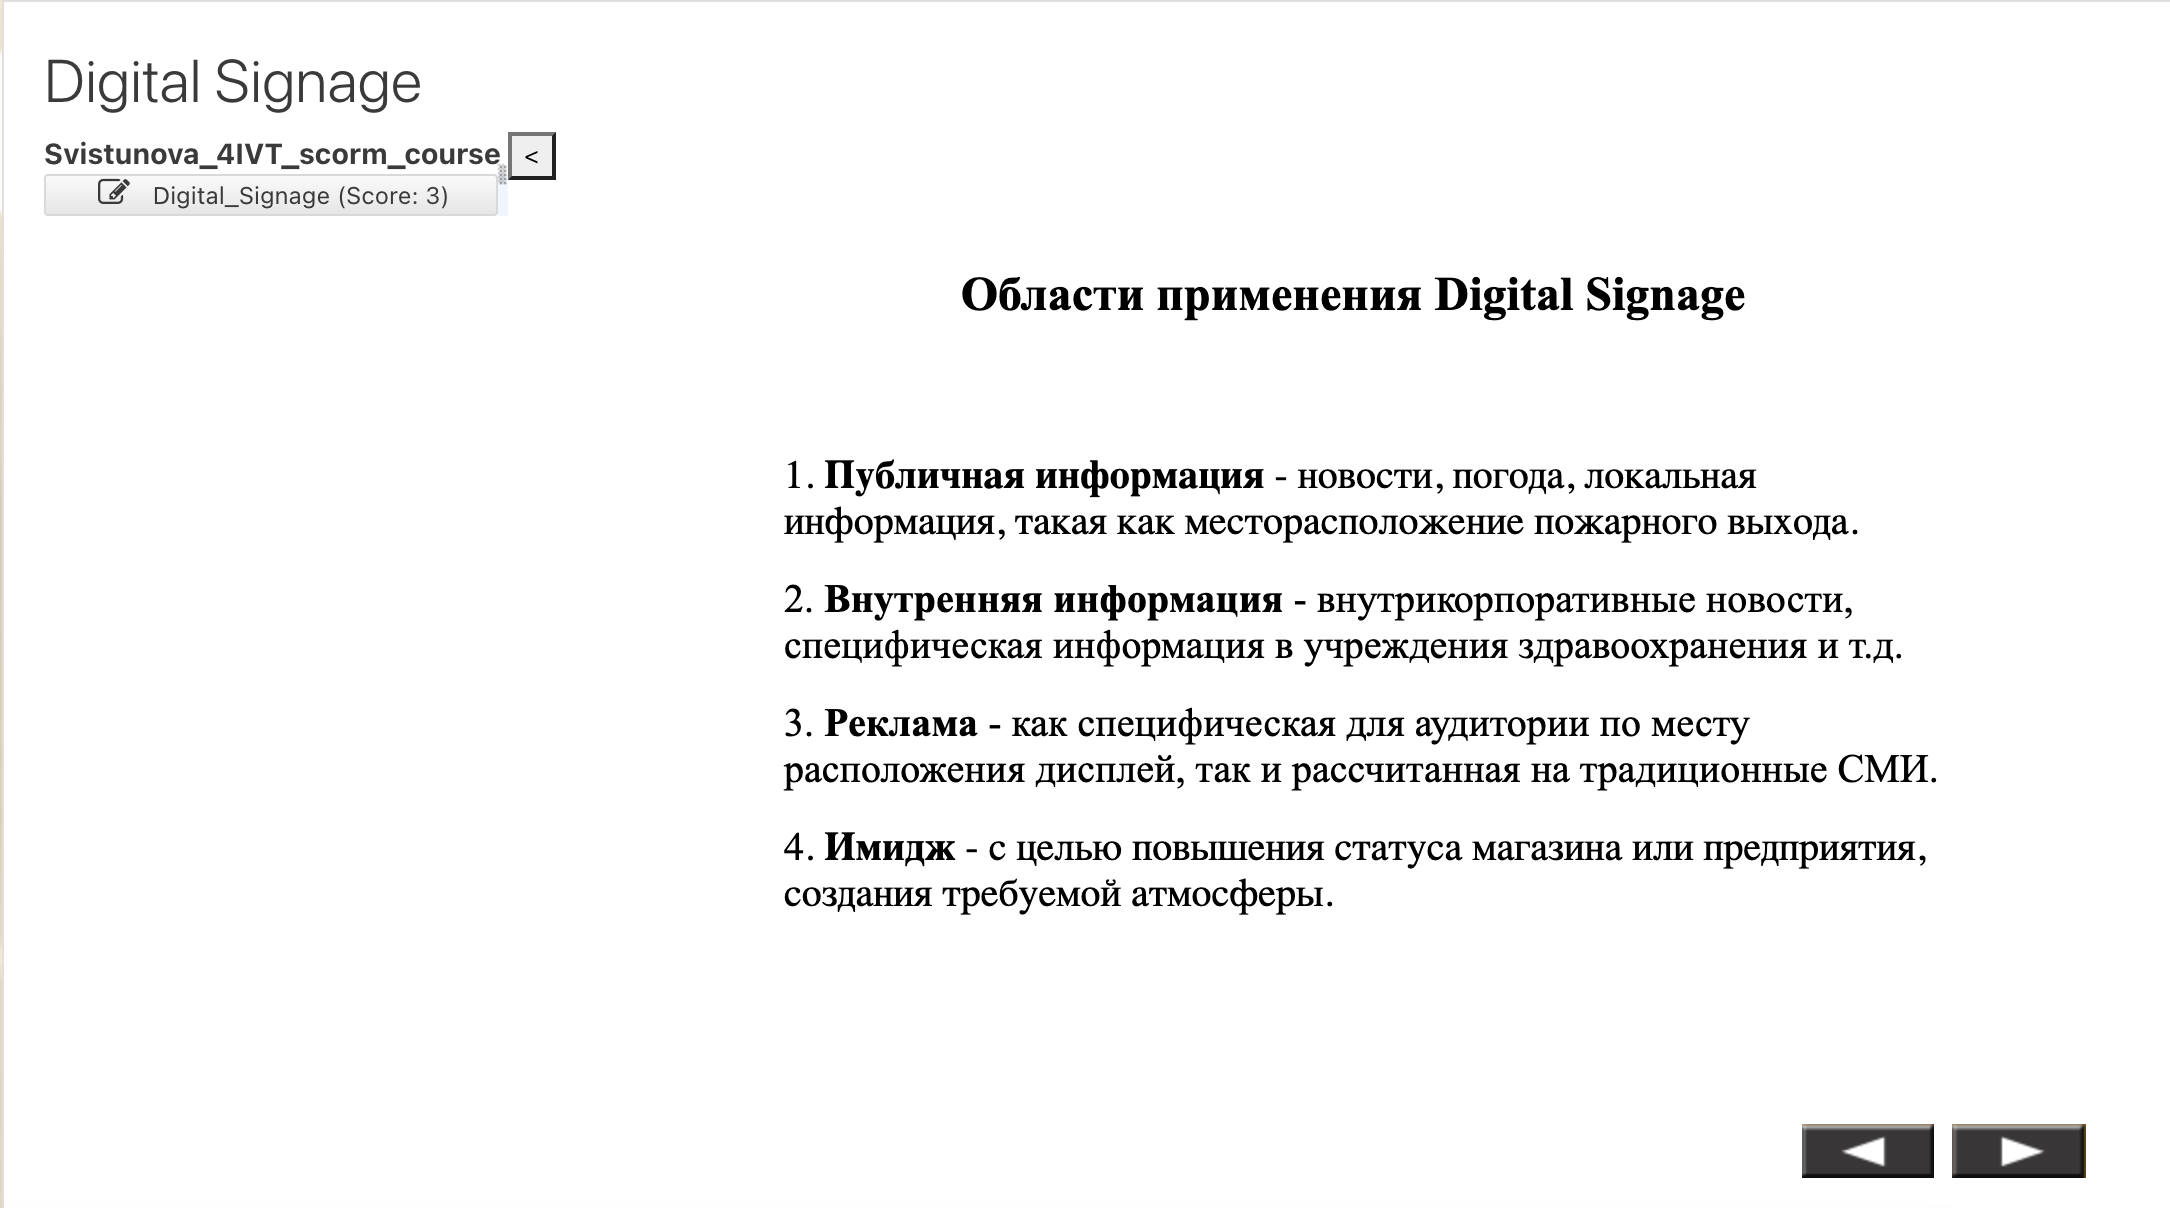 Digital Signage
Svistunova_4IVT_scorm_course
<
Digital_Signage (Score: 3)
Области применения Digital Signage
1. Публичная информация - новости, погода, локальная
информация, такая как месторасположение пожарного выхода.
2. Внутренняя информация - внутрикорпоративные новости,
специфическая информация в учреждения здравоохранения и т.д.
3. Реклама - как специфическая для аудитории по месту
расположения дисплей, так и рассчитанная на традиционные СМИ.
4. Имидж - с целью повышения статуса магазина или предприятия,
создания требуемой атмосферы.